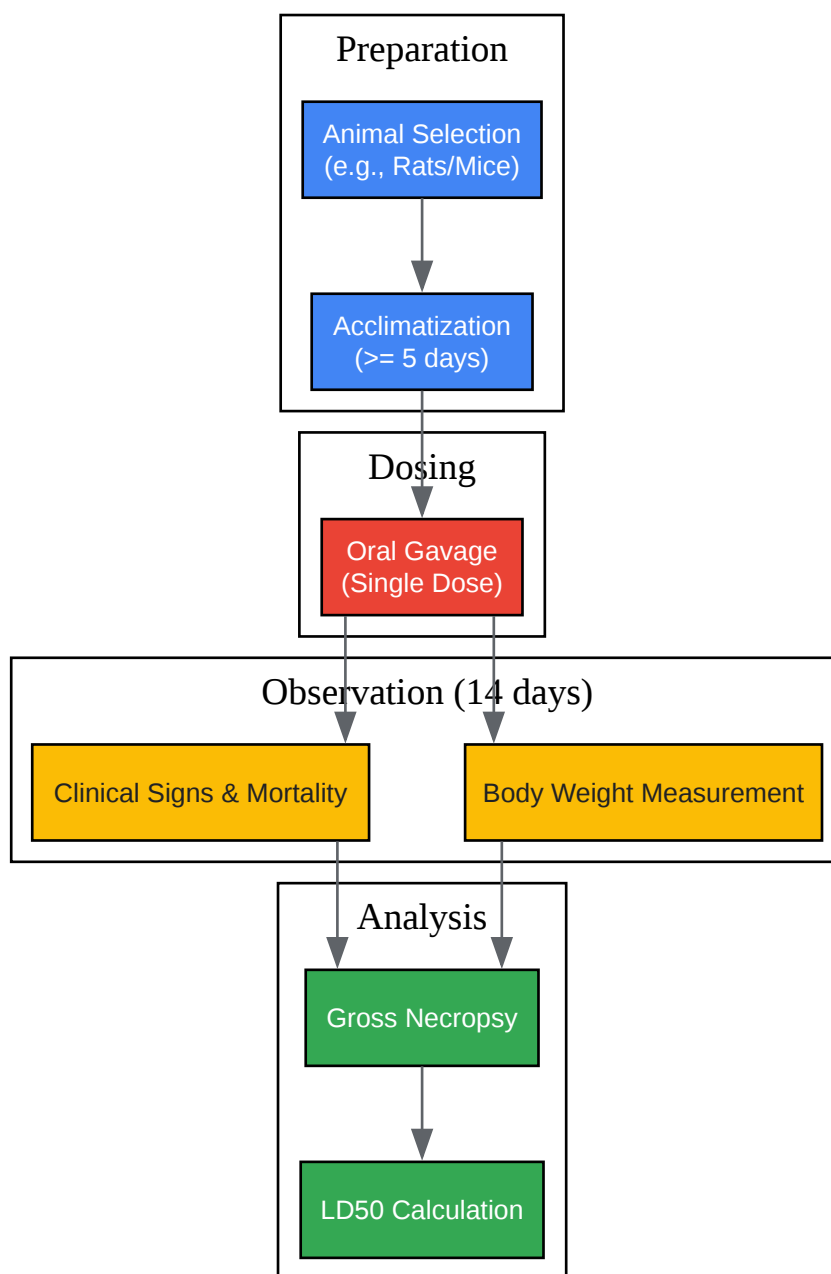 Preparation
Animal Selection
(e.g., Rats/Mice)
Acclimatization
(>= 5 days)
Dosing
Oral Gavage
(Single Dose)
Observation (14 days)
Clinical Signs & Mortality
Body Weight Measurement
Analysis
Gross Necropsy
LD50 Calculation